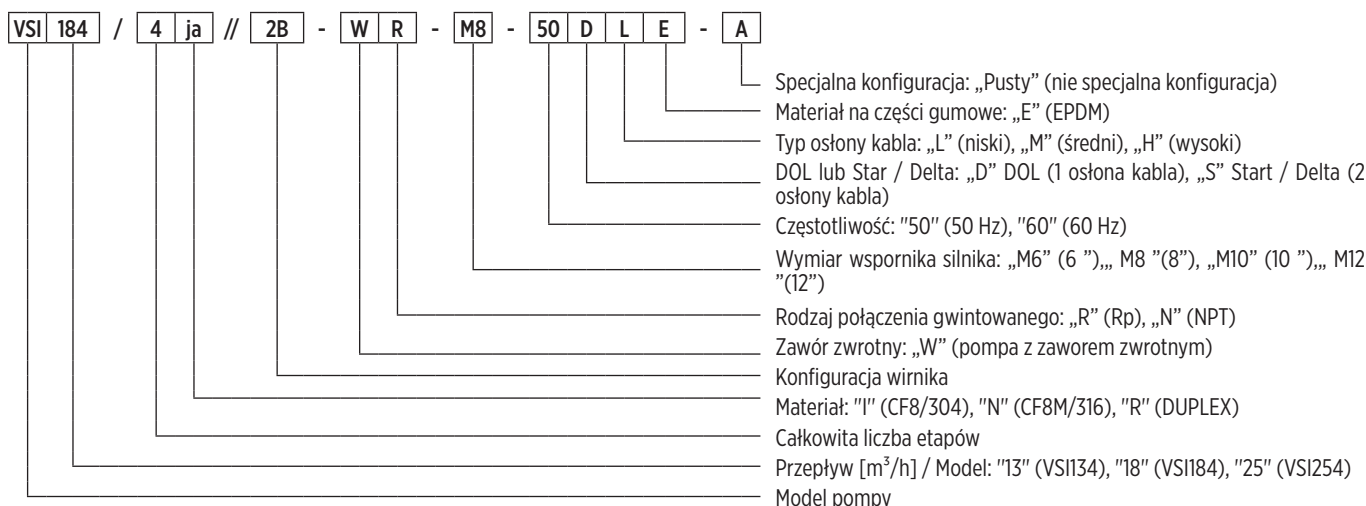 VSI 184 / 4 ja // 2B - W R - M8 - 50 D L E - A
Specjalna konfiguracja: „Pusty” (nie specjalna konfiguracja)
Materiał na części gumowe: „E” (EPDM)
Typ osłony kabla: „L” (niski), „M” (średni), „H” (wysoki)
DOL lub Star / Delta: „D” DOL (1 osłona kabla), „S” Start / Delta (2
osłony kabla)
Częstotliwość: "50" (50 Hz), "60" (60 Hz)
Wymiar wspornika silnika: „M6” (6 ”),„ M8 ”(8”), „M10” (10 ”),„ M12
”(12”)
Rodzaj połączenia gwintowanego: „R” (Rp), „N” (NPT)
Zawór zwrotny: „W” (pompa z zaworem zwrotnym)
Konfiguracja wirnika
Materiał: "I" (CF8/304), "N" (CF8M/316), "R" (DUPLEX)
Całkowita liczba etapów
Przepływ [m³/h] / Model: "13" (VSI134), "18" (VSI184), "25" (VSI254)
Model pompy